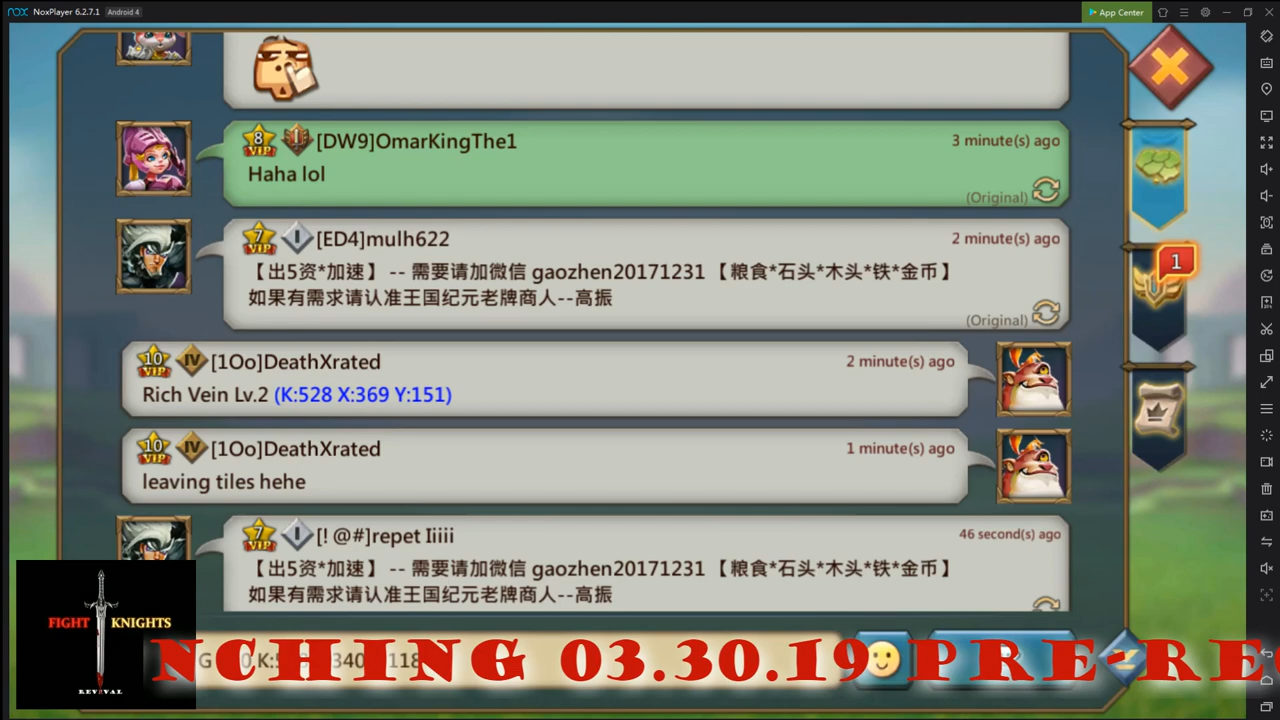 NOX NoxPlayer 6.2.7.1 Android 4
App Center
8 VIP [DW9]OmarKingThe1 3 minute(s) ago
Haha lol
(Original)
1
7 VIP I [ED4]mulh622 2 minute(s) ago
【出5资*加速】 -- 需要请加微信 gaozhen20171231 【粮食*石头*木头*铁*金币】
如果有需求请认准王国纪元老牌商人--高振
(Original)
10 VIP IV [1Oo]DeathXrated 2 minute(s) ago
Rich Vein Lv.2 (K:528 X:369 Y:151)
10 VIP IV [1Oo]DeathXrated 1 minute(s) ago
leaving tiles hehe
7 VIP I [! @#]repet Iiiii 46 second(s) ago
【出5资*加速】 -- 需要请加微信 gaozhen20171231 【粮食*石头*木头*铁*金币】
如果有需求请认准王国纪元老牌商人--高振
FIGHT KNIGHTS
REVIVAL
NCHING 03.30.19 PRE-RE